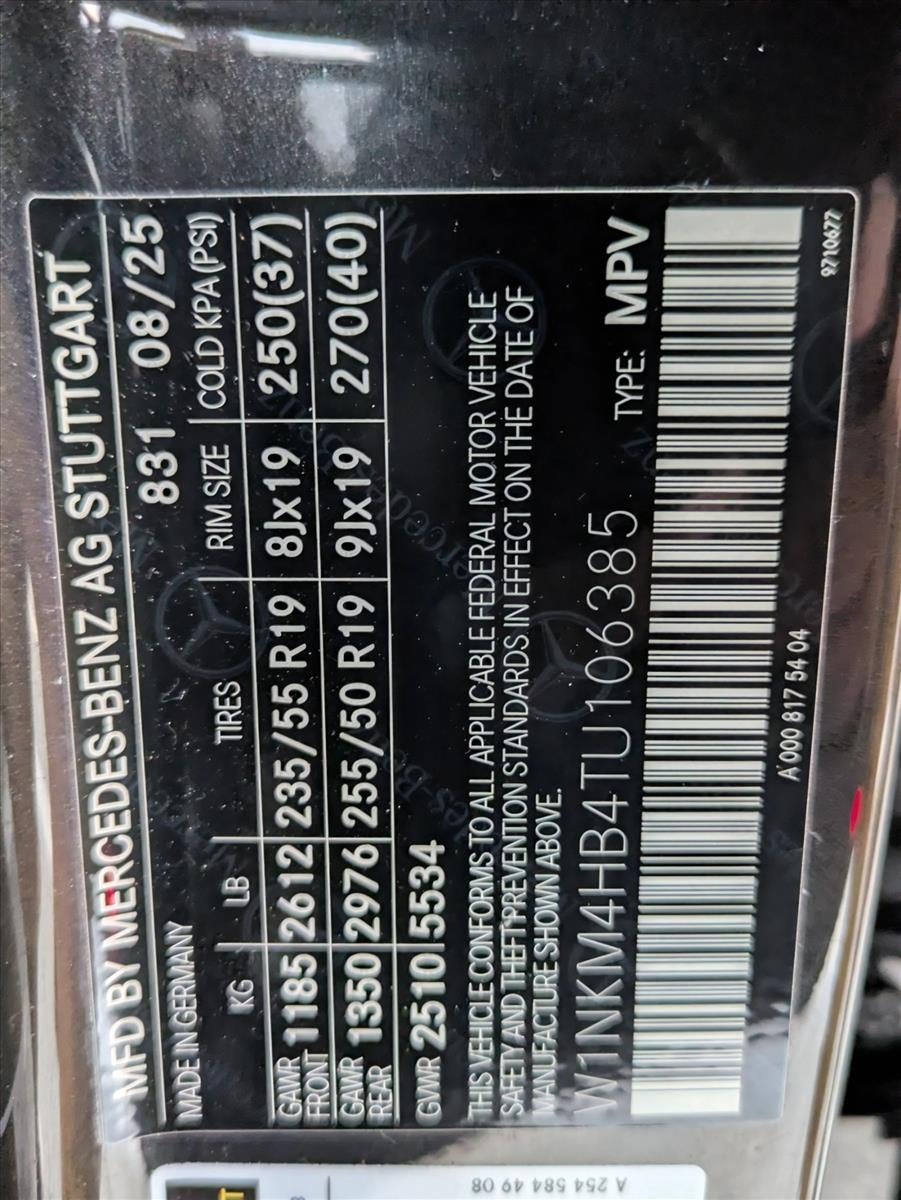 MFD BY MERCEDES-BENZ AG STUTTGART
MADE IN GERMANY 831 08/25
KG LB TIRES RIM SIZE COLD KPA (PSI)
GAWR FRONT 1185 2612 235/55 R19 8Jx19 250(37)
GAWR REAR 1350 2976 255/50 R19 9Jx19 270(40)
GVWR 2510 5534
THIS VEHICLE CONFORMS TO ALL APPLICABLE FEDERAL MOTOR VEHICLE
SAFETY AND THEFT PREVENTION STANDARDS IN EFFECT ON THE DATE OF
MANUFACTURE SHOWN ABOVE.
W1NKM4HB4TU106385 TYPE: MPV
A 000 817 54 04 9710677
A 254 584 49 08